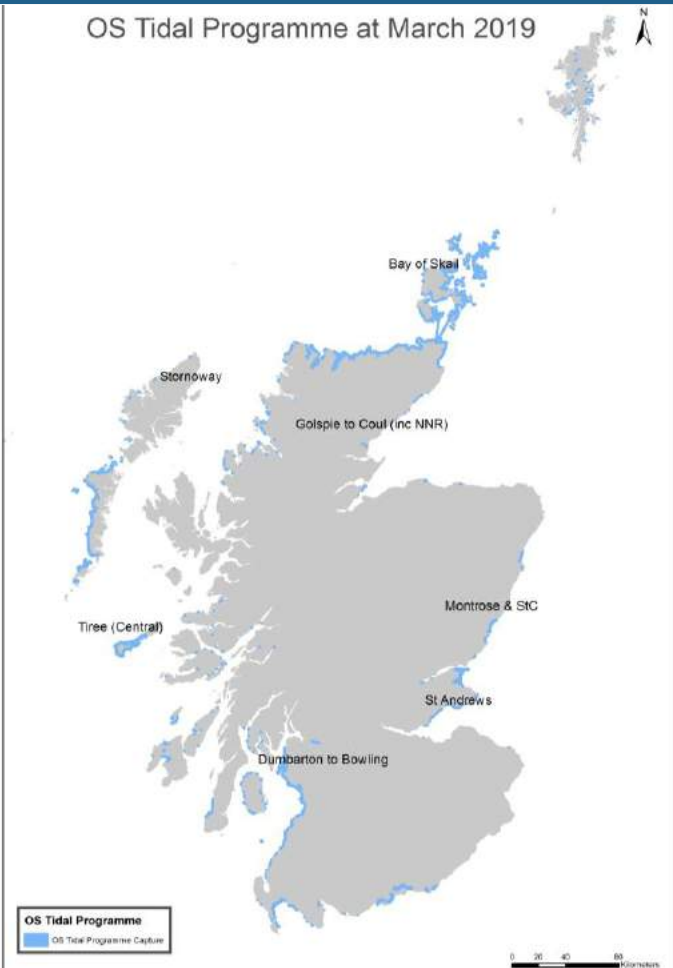 OS Tidal Programme at March 2019
N
Bay of Skail
Stornoway
Golspie to Coul (inc NNR)
Montrose & StC
Tiree (Central)
St Andrews
Dumbarton to Bowling
OS Tidal Programme
OS Tidal Programme Capture
0 20 40 80
Kilometers